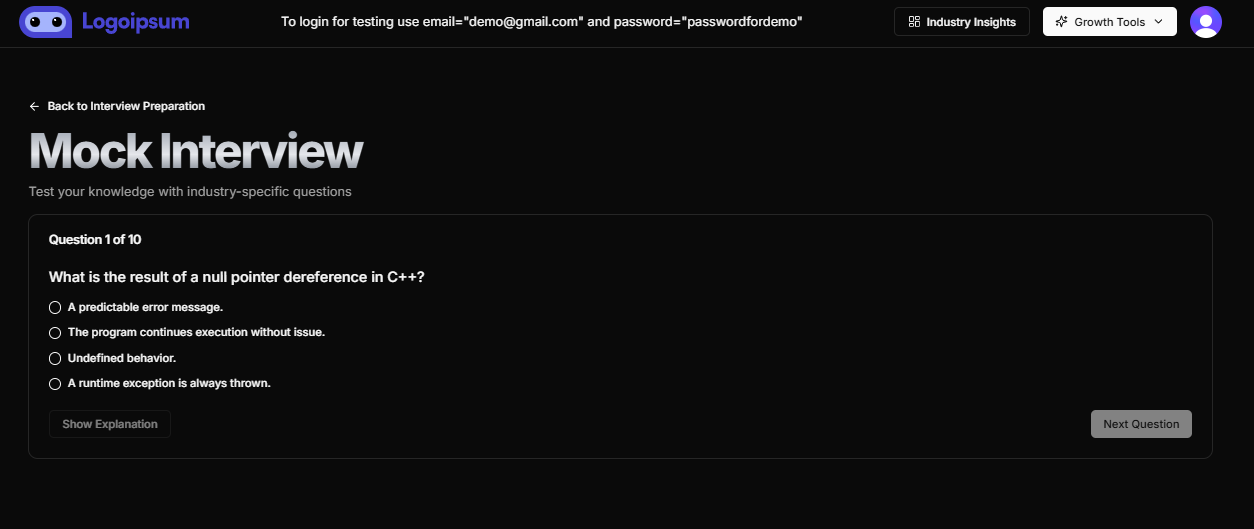 Logoipsum
To login for testing use email="demo@gmail.com" and password="passwordfordemo"
Industry Insights
Growth Tools
Back to Interview Preparation
Mock Interview
Test your knowledge with industry-specific questions
Question 1 of 10
What is the result of a null pointer dereference in C++?
A predictable error message.
The program continues execution without issue.
Undefined behavior.
A runtime exception is always thrown.
Show Explanation
Next Question